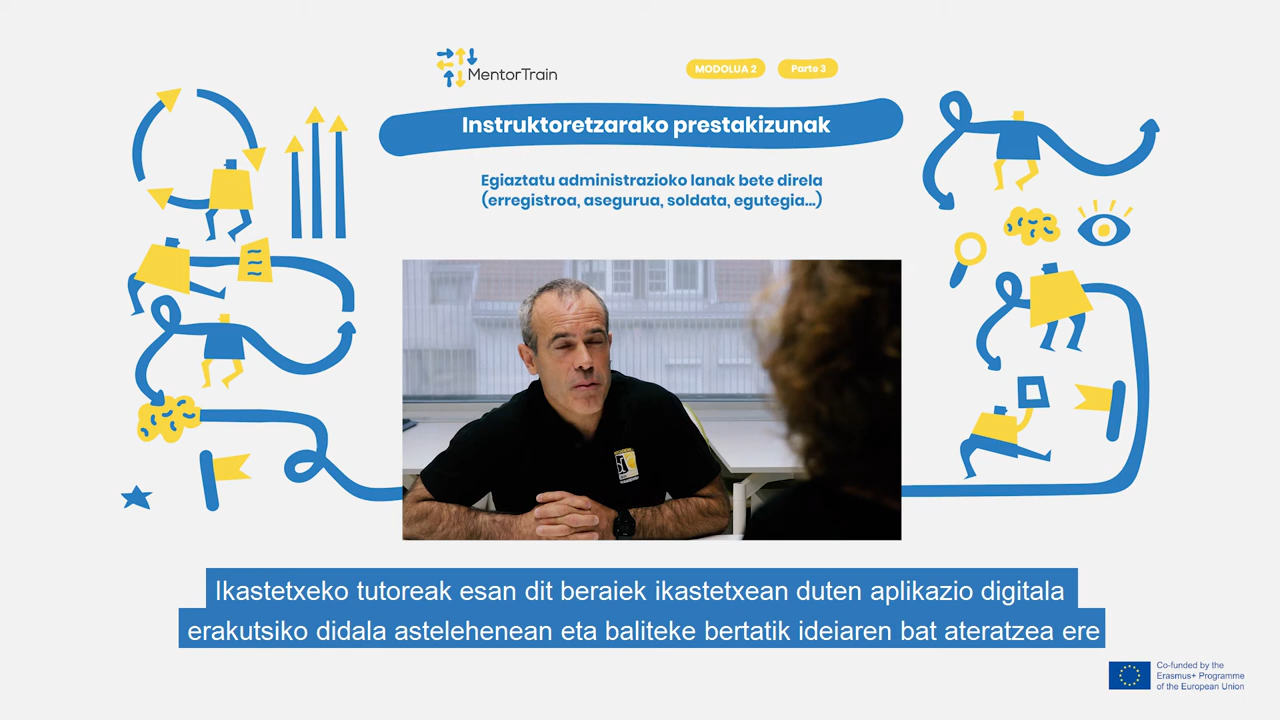 MentorTrain
MODOLUA 2
Parte 3
Instruktoretzarako prestakizunak
Egiaztatu administrazioko lanak bete direla
(erregistroa, asegurua, soldata, egutegia...)
Ikastetxeko tutoreak esan dit beraiek ikastetxean duten aplikazio digitala
erakutsiko didala astelehenean eta baliteke bertatik ideiaren bat ateratzea ere
Co-funded by the
Erasmus+ Programme
of the European Union